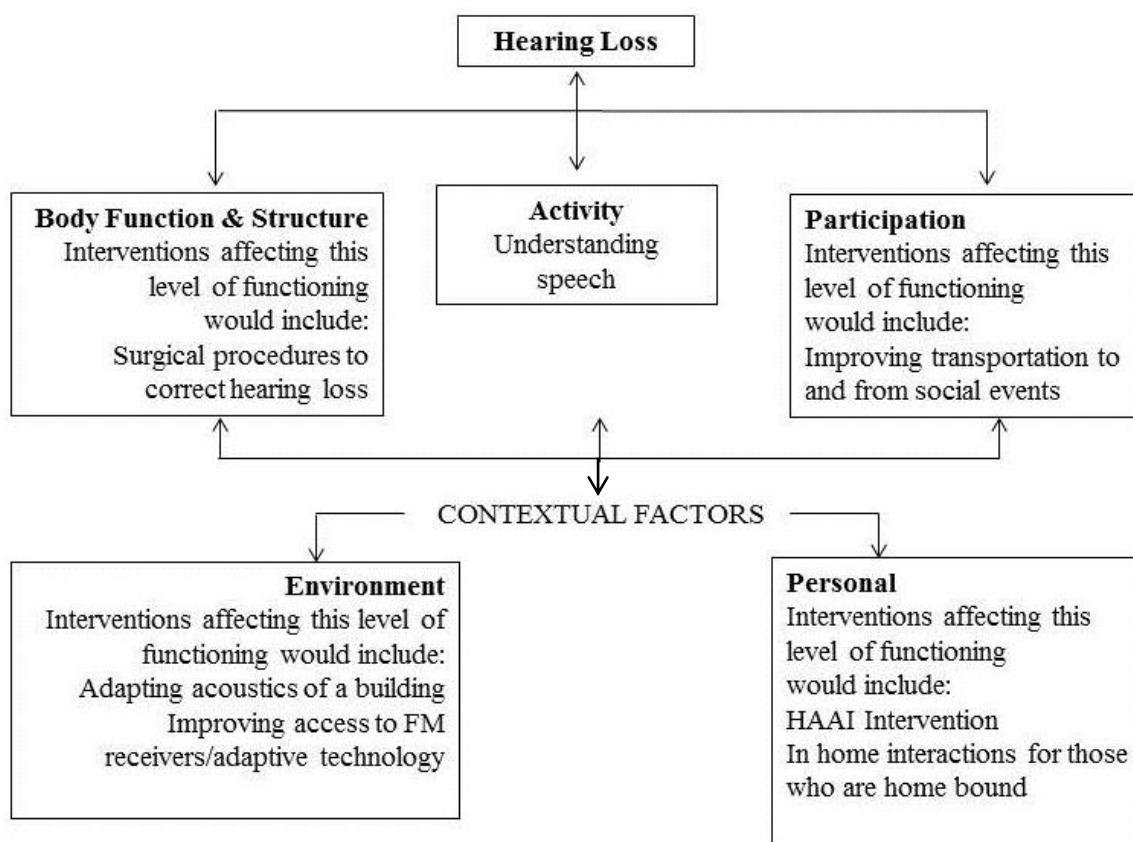 Hearing Loss
Body Function & Structure
Interventions affecting this
level of functioning
would include:
Surgical procedures to
correct hearing loss
Activity
Understanding
speech
Participation
Interventions affecting this
level of functioning
would include:
Improving transportation to
and from social events
CONTEXTUAL FACTORS
Environment
Interventions affecting this level of
functioning would include:
Adapting acoustics of a building
Improving access to FM
receivers/adaptive technology
Personal
Interventions affecting this
level of functioning
would include:
HAAI Intervention
In home interactions for those
who are home bound